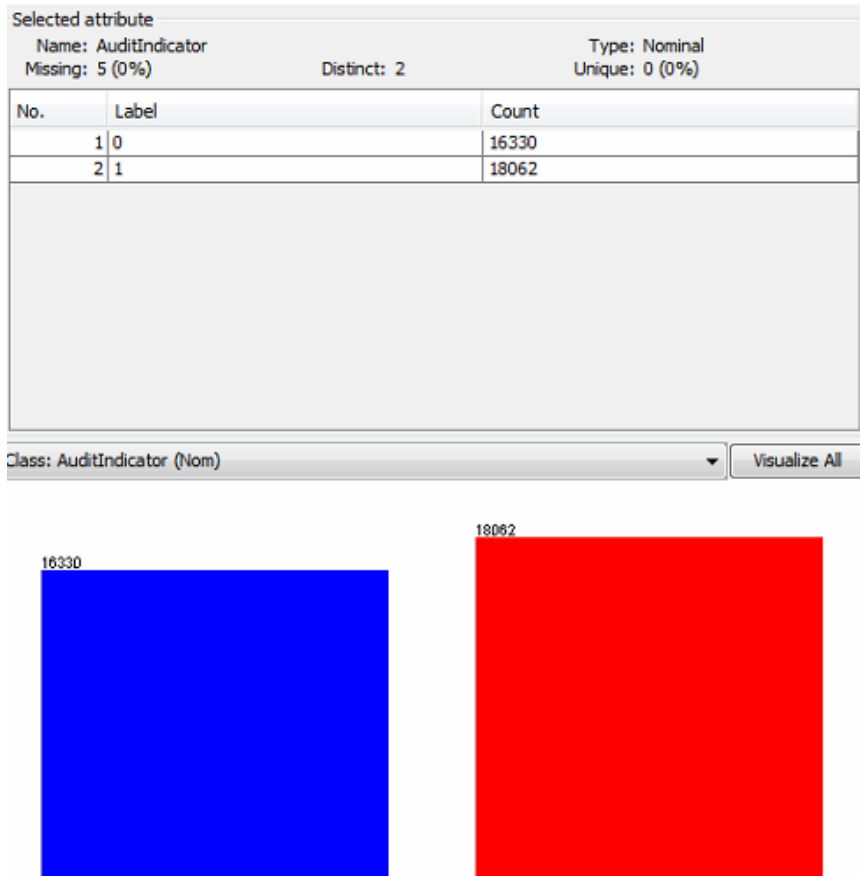 Selected attribute
Name: AuditIndicator Type: Nominal
Missing: 5 (0%) Distinct: 2 Unique: 0 (0%)
No. Label Count
1 0 16330
2 1 18062
Class: AuditIndicator (Nom) Visualize All
18062
16330